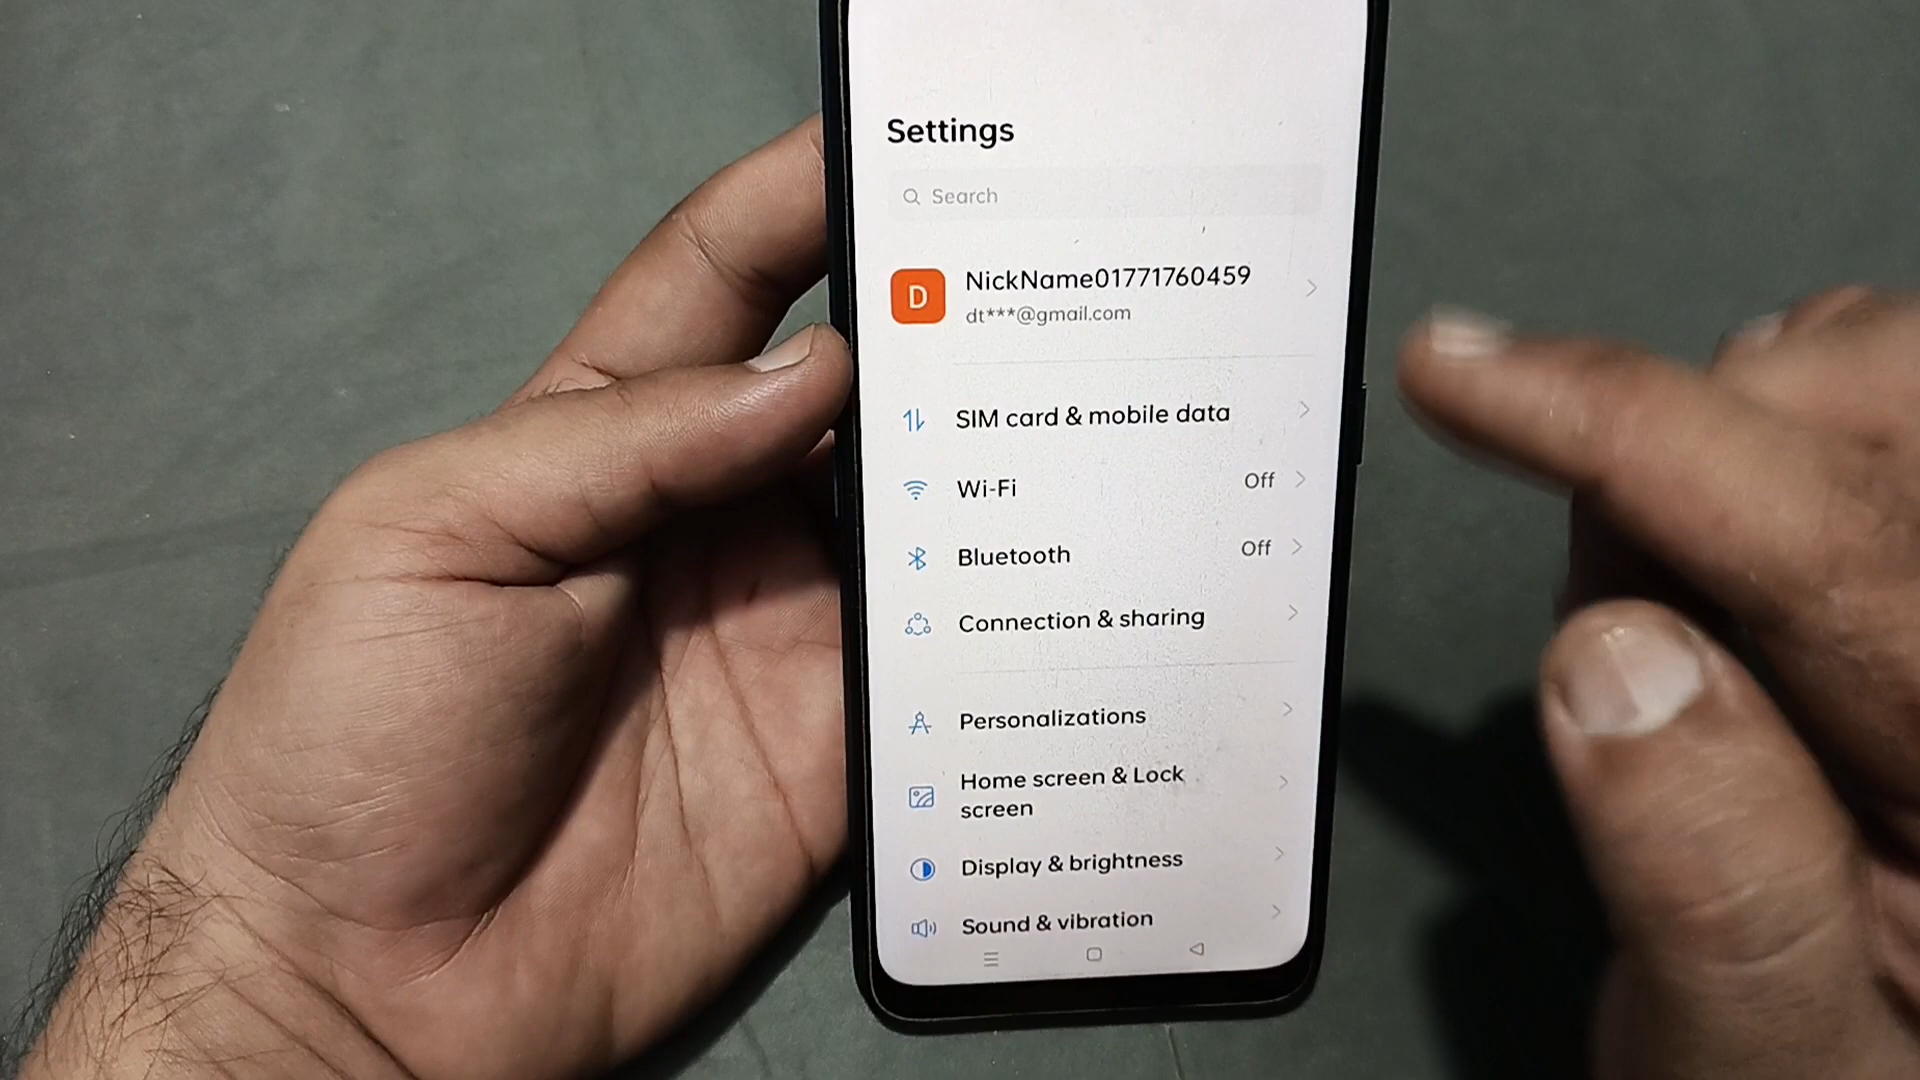 Settings
Search
D
NickName01771760459
dt***@gmail.com
SIM card & mobile data
Wi-Fi Off
Bluetooth Off
Connection & sharing
Personalizations
Home screen & Lock
screen
Display & brightness
Sound & vibration